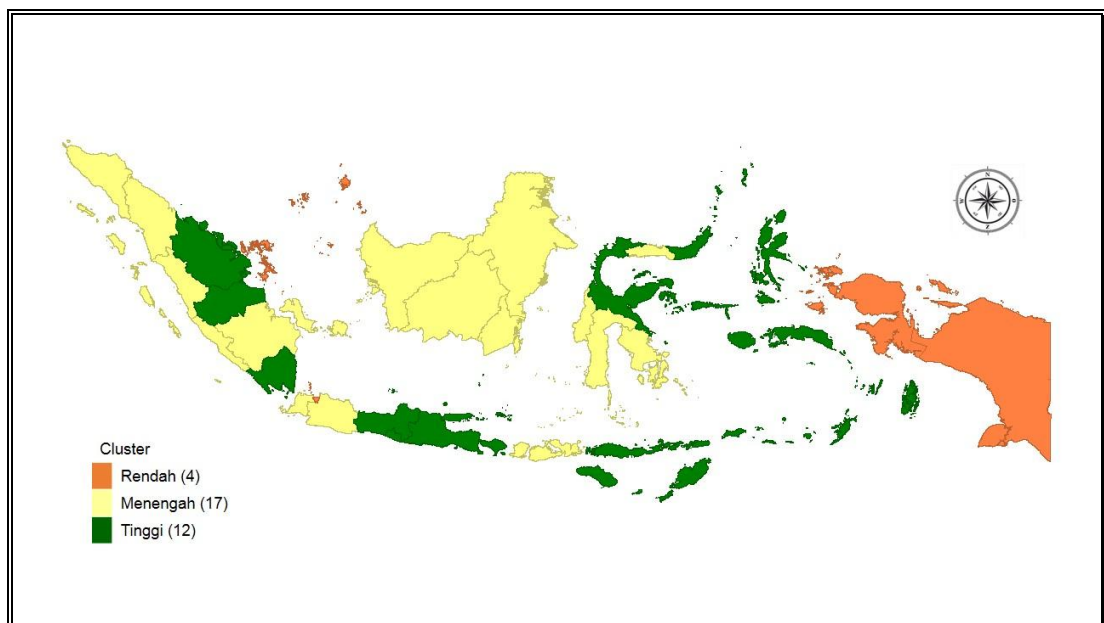 Cluster
Rendah (4)
Menengah (17)
Tinggi (12)